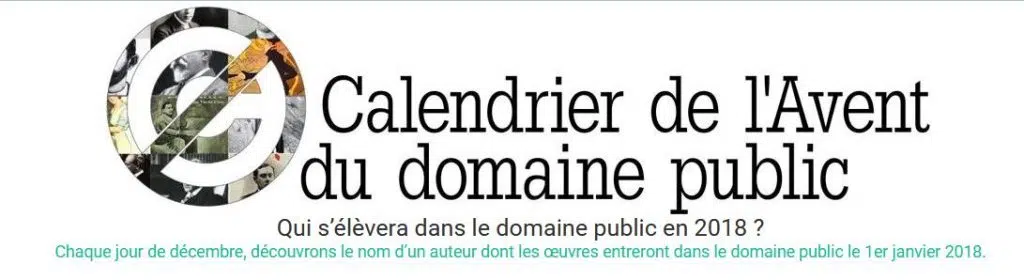 Calendrier de l'Avent
du domaine public
Qui s’élèvera dans le domaine public en 2018 ?
Chaque jour de décembre, découvrons le nom d’un auteur dont les œuvres entreront dans le domaine public le 1er janvier 2018.